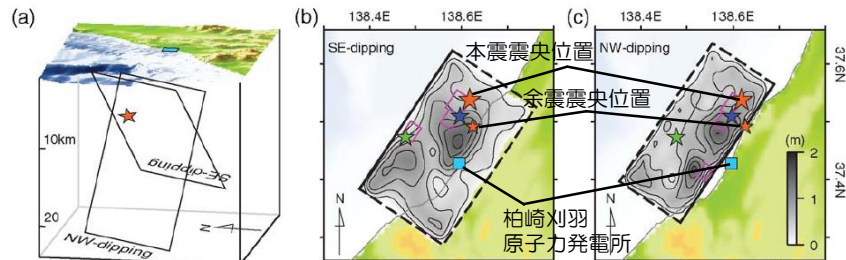 (a)
10km
20
SE-dipping
NW-dipping
N
(b)
138.4E
138.6E
SE-dipping
本震震央位置
余震震央位置
柏崎刈羽
原子力発電所
N
(c)
138.4E
138.6E
NW-dipping
37.6N
37.4N
(m)
2
1
0
N